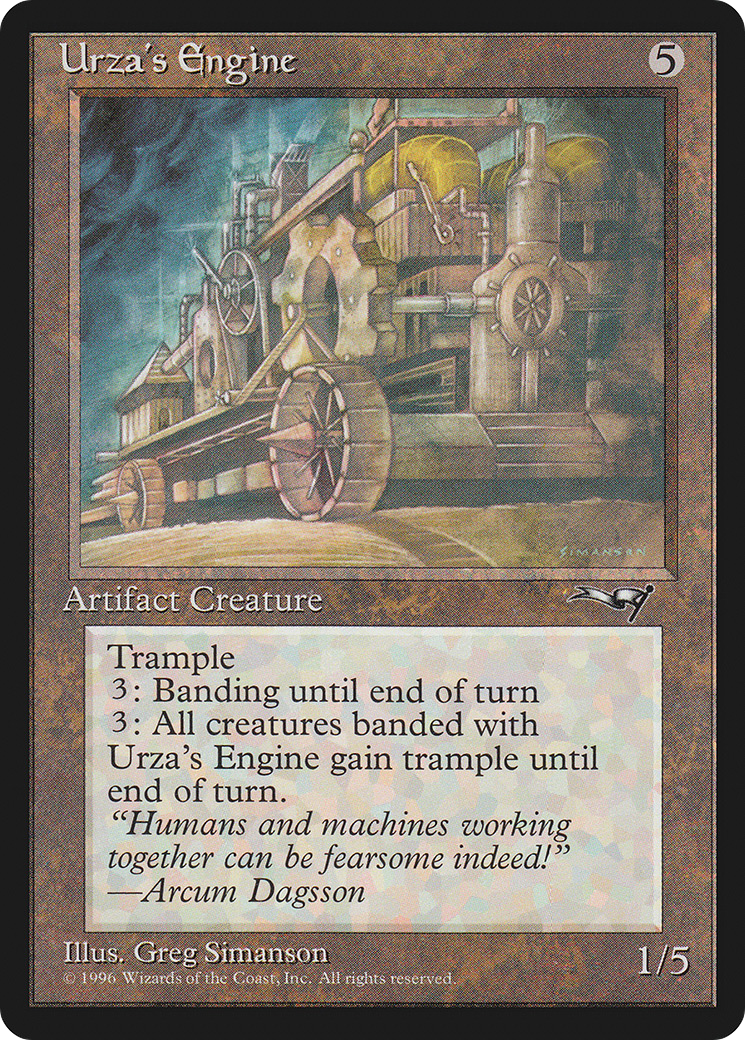 Urza's Engine
5
SIMANSON
Artifact Creature
Trample
3: Banding until end of turn
3: All creatures banded with
Urza's Engine gain trample until
end of turn.
“Humans and machines working
together can be fearsome indeed!”
—Arcum Dagsson
Illus. Greg Simanson
1/5
© 1996 Wizards of the Coast, Inc. All rights reserved.